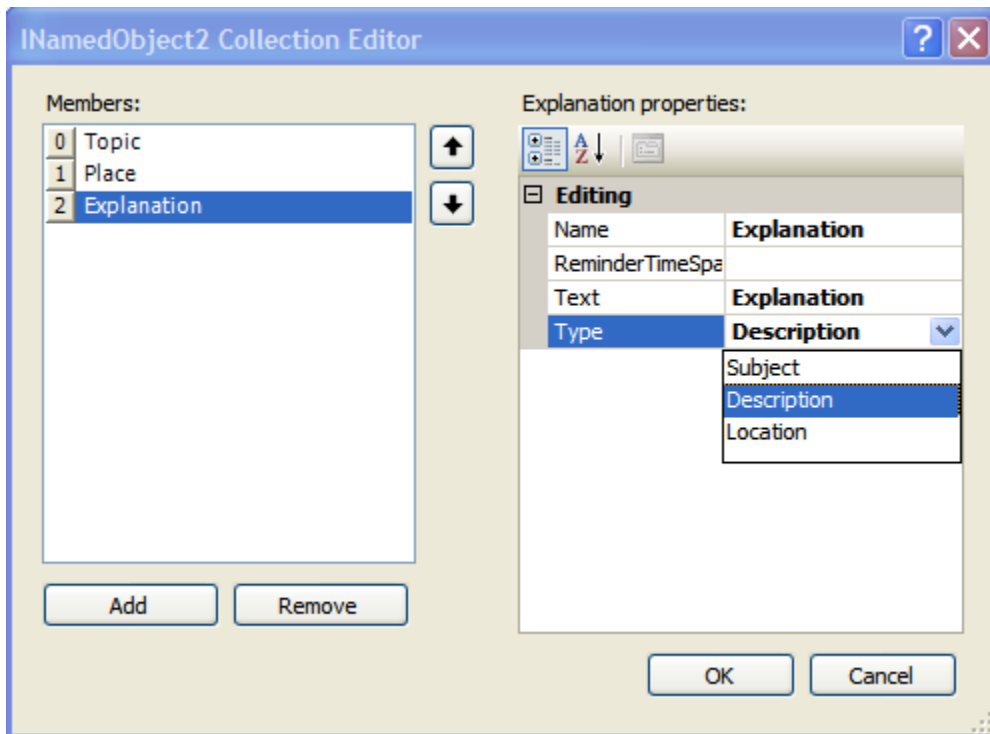 INamedObject2 Collection Editor
?
Members:
0 Topic
1 Place
2 Explanation
Add
Remove
Explanation properties:
A
Z
Editing
Name Explanation
ReminderTimeSpa
Text Explanation
Type Description
Subject
Description
Location
OK
Cancel